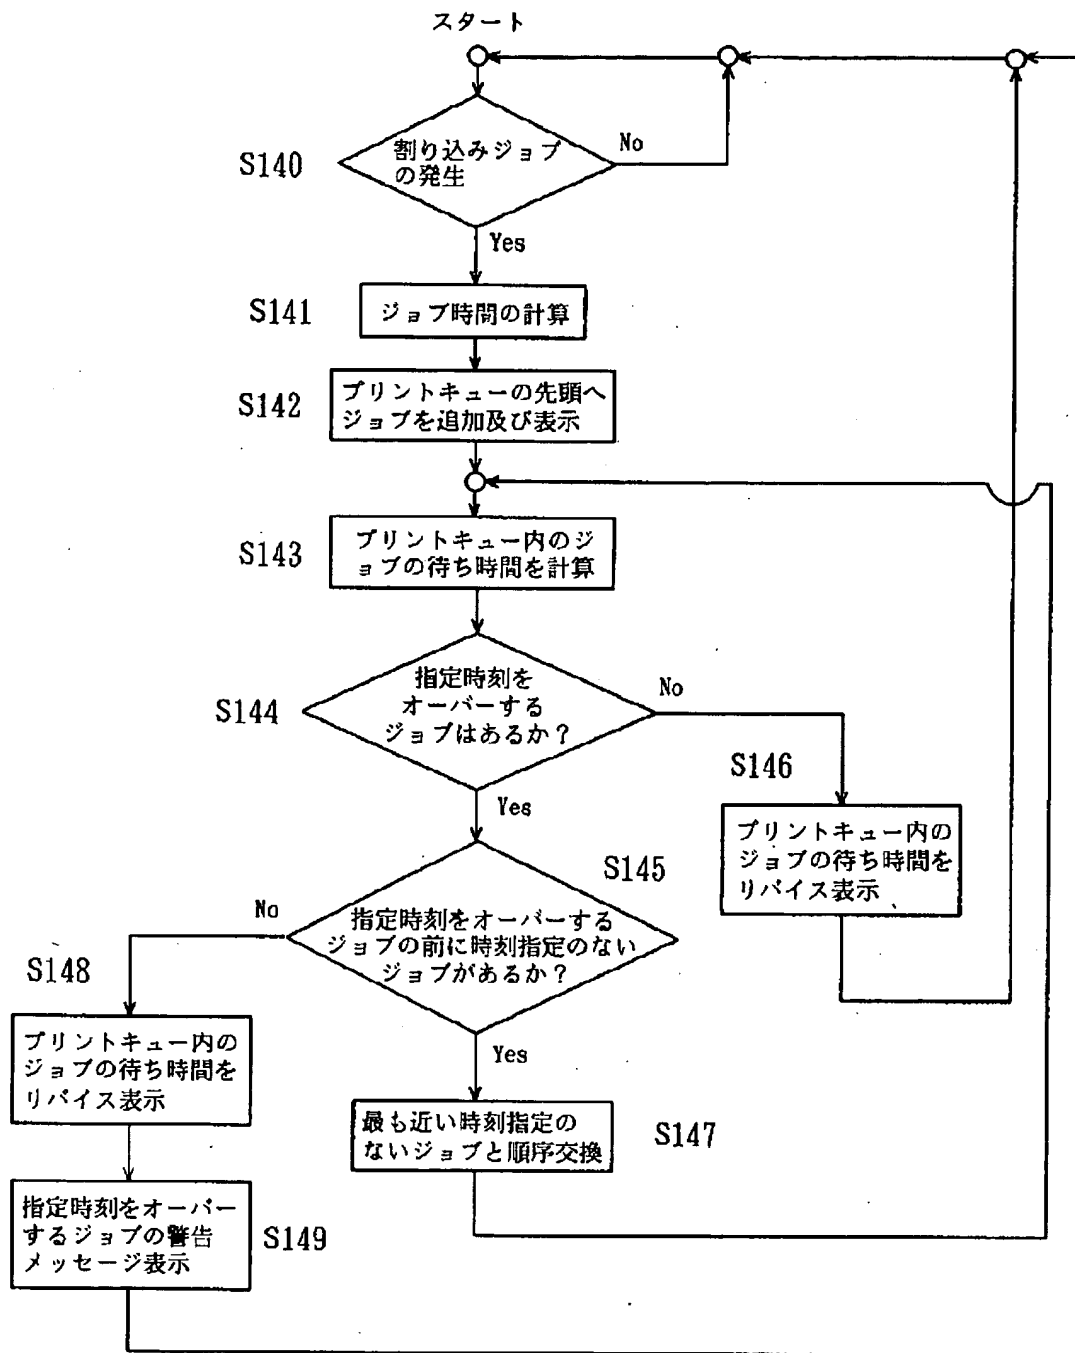 スタート
S140
割り込みジョブ
の発生
No
Yes
S141
ジョブ時間の計算
S142
プリントキューの先頭へ
ジョブを追加及び表示
S143
プリントキュー内のジ
ョブの待ち時間を計算
S144
指定時刻を
オーバーする
ジョブはあるか？
No
Yes
S146
プリントキュー内の
ジョブの待ち時間を
リバイス表示
S145
指定時刻をオーバーする
ジョブの前に時刻指定のない
ジョブがあるか？
No
Yes
S148
プリントキュー内の
ジョブの待ち時間を
リバイス表示
最も近い時刻指定の
ないジョブと順序交換
S147
指定時刻をオーバー
するジョブの警告
メッセージ表示
S149